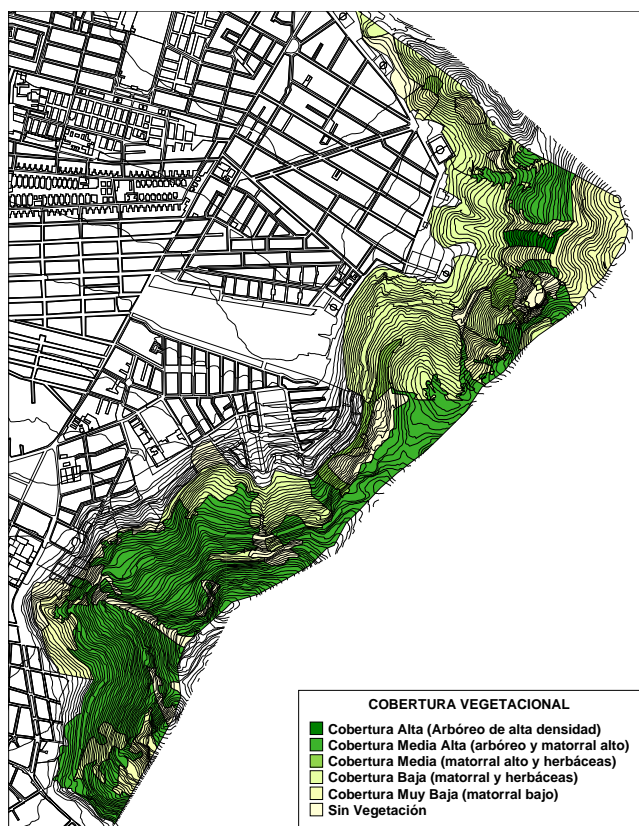 COBERTURA VEGETACIONAL
Cobertura Alta (Arbóreo de alta densidad)
Cobertura Media Alta (arbóreo y matorral alto)
Cobertura Media (matorral alto y herbáceas)
Cobertura Baja (matorral y herbáceas)
Cobertura Muy Baja (matorral bajo)
Sin Vegetación